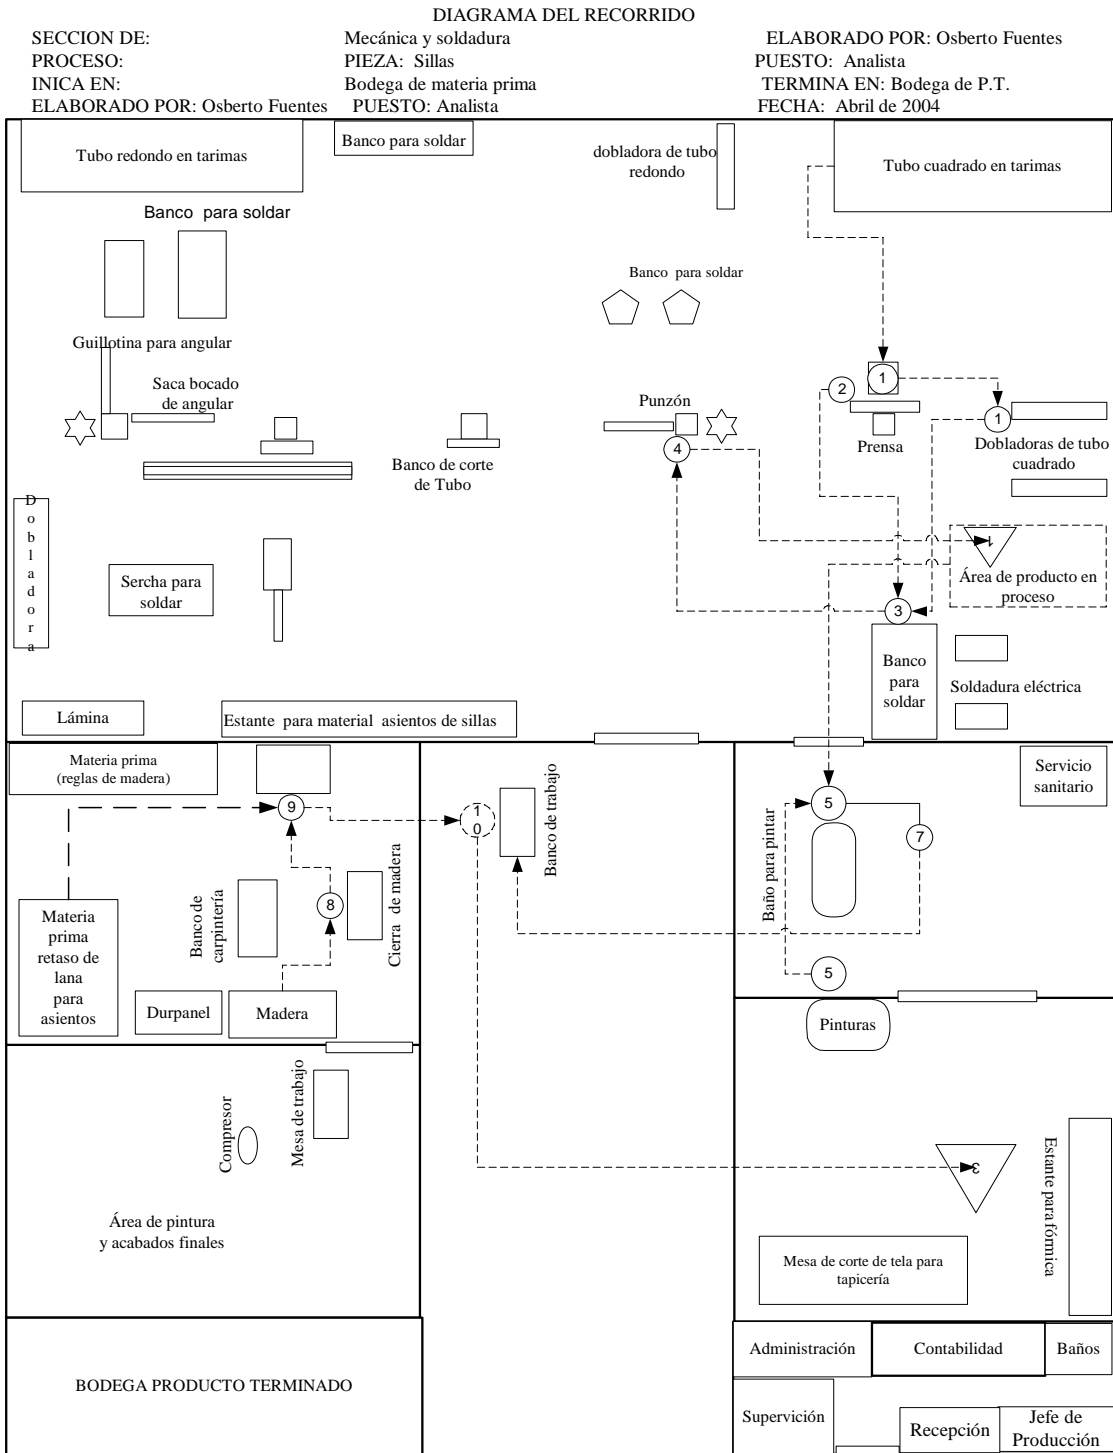 DIAGRAMA DEL RECORRIDO
SECCION DE: Mecánica y soldadura ELABORADO POR: Osberto Fuentes
PROCESO: PIEZA: Sillas PUESTO: Analista
INICA EN: Bodega de materia prima TERMINA EN: Bodega de P.T.
ELABORADO POR: Osberto Fuentes PUESTO: Analista FECHA: Abril de 2004
Tubo redondo en tarimas
Banco para soldar
dobladora de tubo
redondo
Tubo cuadrado en tarimas
Banco para soldar
Banco para soldar
Guillotina para angular
Saca bocado
de angular
Banco de corte
de Tubo
Punzón
4
2
1
Prensa
1
Dobladoras de tubo
cuadrado
Dobladora
Sercha para
soldar
1
Área de producto en
proceso
3
Banco
para
soldar
Soldadura eléctrica
Lámina
Estante para material asientos de sillas
Materia prima
(reglas de madera)
9
10
Banco de trabajo
5
7
Servicio
sanitario
Baño para pintar
5
Materia
prima
retaso de
lana
para
asientos
Banco de
carpintería
8
Cierra de madera
Durpanel
Madera
Pinturas
Compresor
Mesa de trabajo
Área de pintura
y acabados finales
3
Estante para fórmica
Mesa de corte de tela para
tapicería
BODEGA PRODUCTO TERMINADO
Administración
Contabilidad
Baños
Supervición
Recepción
Jefe de
Producción